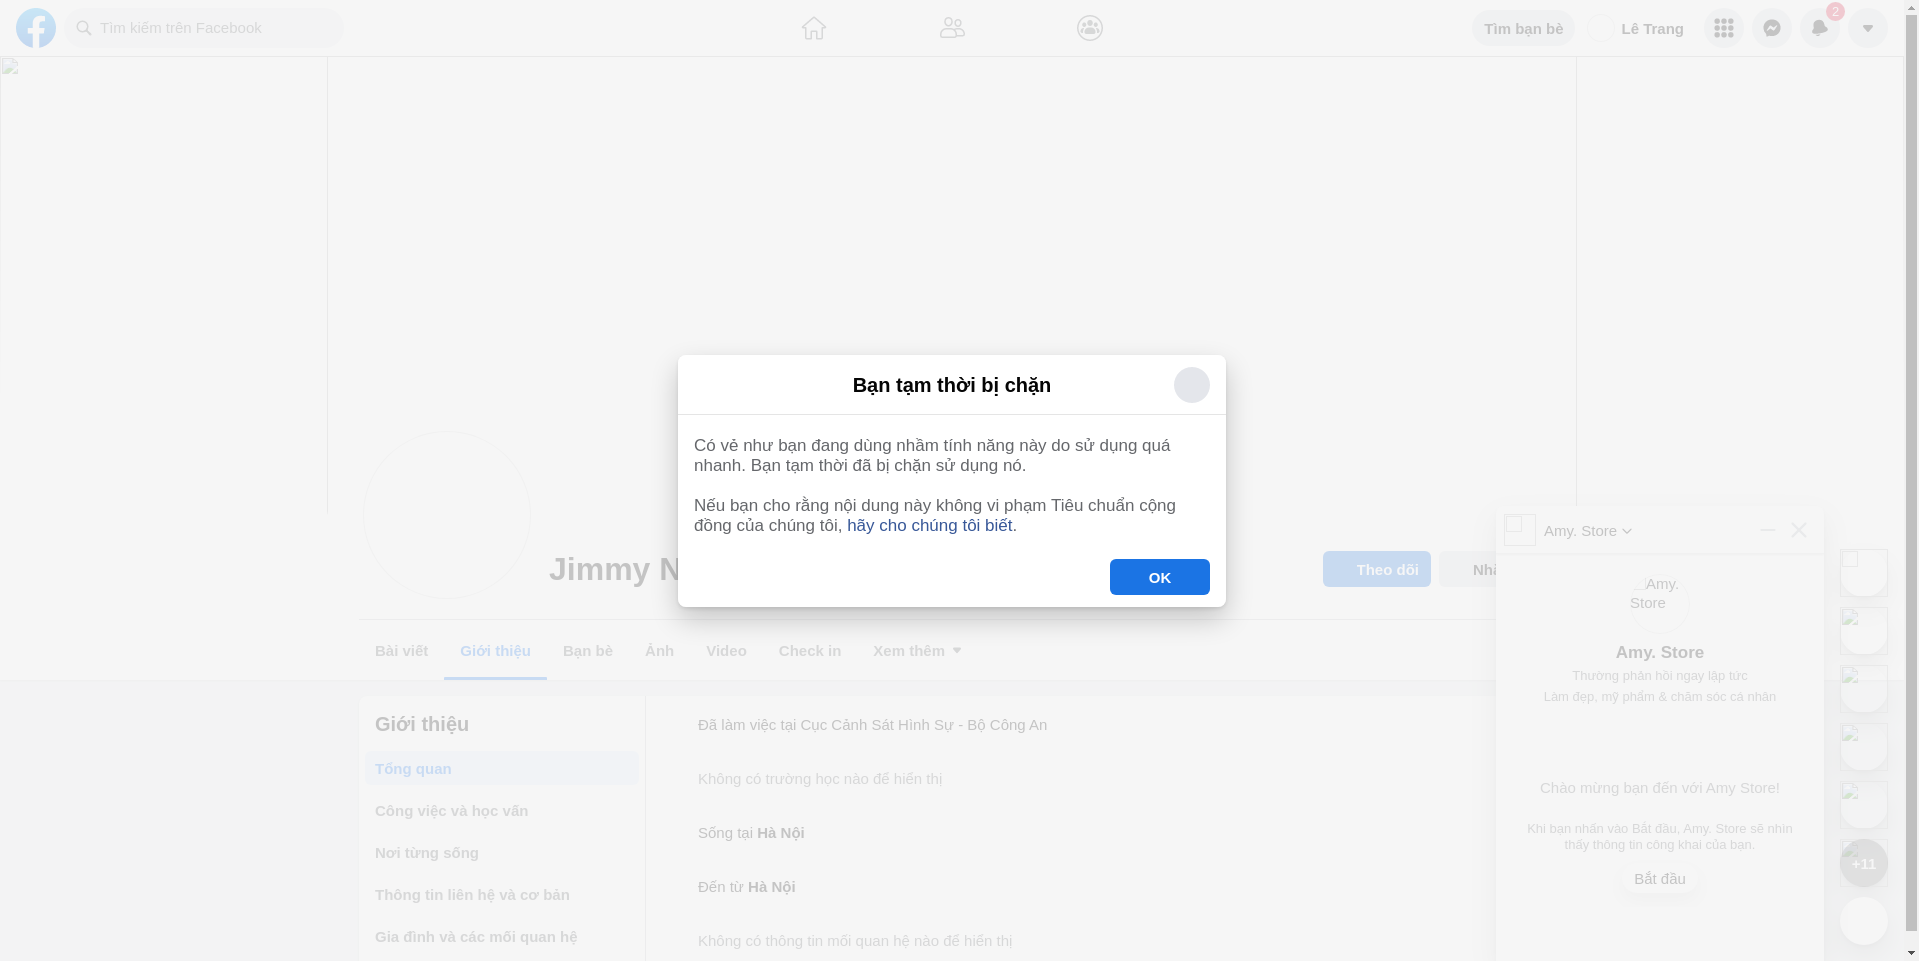 Tìm kiếm trên Facebook
Tìm bạn bè
Lê Trang
2
Bạn tạm thời bị chặn
Có vẻ như bạn đang dùng nhầm tính năng này do sử dụng quá
nhanh. Bạn tạm thời đã bị chặn sử dụng nó.
Nếu bạn cho rằng nội dung này không vi phạm Tiêu chuẩn cộng
đồng của chúng tôi, hãy cho chúng tôi biết.
OK
Jimmy
Theo dõi
Bài viết
Giới thiệu
Bạn bè
Ảnh
Video
Check in
Xem thêm
Giới thiệu
Tổng quan
Công việc và học vấn
Nơi từng sống
Thông tin liên hệ và cơ bản
Gia đình và các mối quan hệ
Đã làm việc tại Cục Cảnh Sát Hình Sự - Bộ Công An
Không có trường học nào để hiển thị
Sống tại Hà Nội
Đến từ Hà Nội
Không có thông tin mối quan hệ nào để hiển thị
Amy. Store
Amy.
Store
Amy. Store
Thường phản hồi ngay lập tức
Làm đẹp, mỹ phẩm & chăm sóc cá nhân
Chào mừng bạn đến với Amy Store!
Khi bạn nhấn vào Bắt đầu, Amy. Store sẽ nhìn
thấy thông tin công khai của bạn.
Bắt đầu
+11